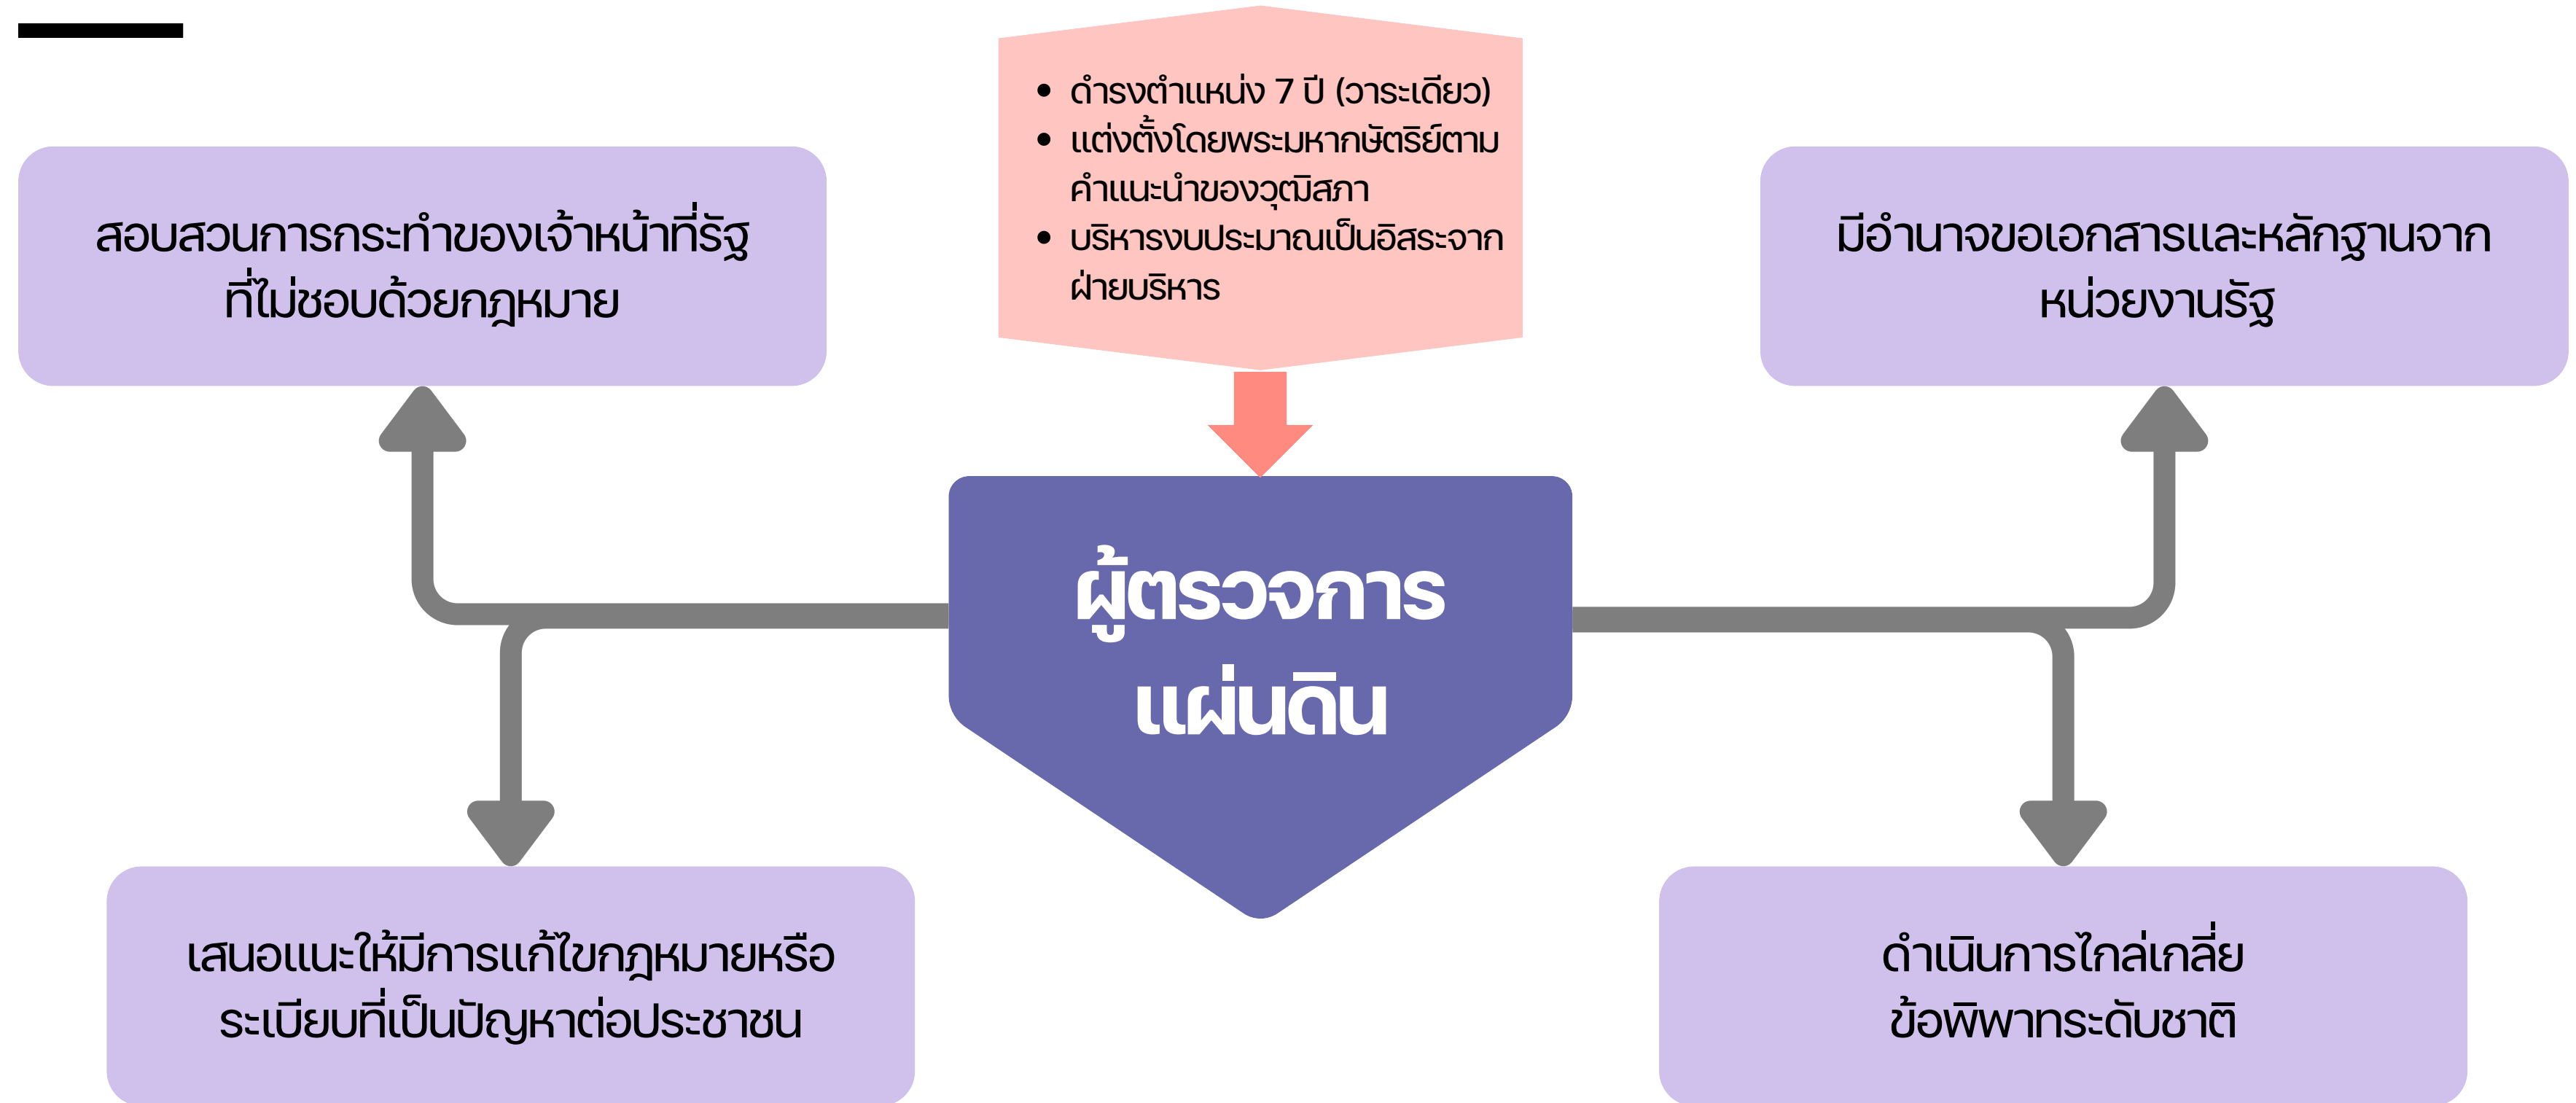 • ดำรงตำแหน่ง 7 ปี (วาระเดียว)
• แต่งตั้งโดยพระมหากษัตริย์ตาม
คำแนะนำของวุฒิสภา
• บริหารงบประมาณเป็นอิสระจาก
ฝ่ายบริหาร
สอบสวนการกระทำของเจ้าหน้าที่รัฐ
ที่ไม่ชอบด้วยกฎหมาย
มีอำนาจขอเอกสารและหลักฐานจาก
หน่วยงานรัฐ
ผู้ตรวจการ
แผ่นดิน
เสนอแนะให้มีการแก้ไขกฎหมายหรือ
ระเบียบที่เป็นปัญหาต่อประชาชน
ดำเนินการไกล่เกลี่ย
ข้อพิพาทระดับชาติ